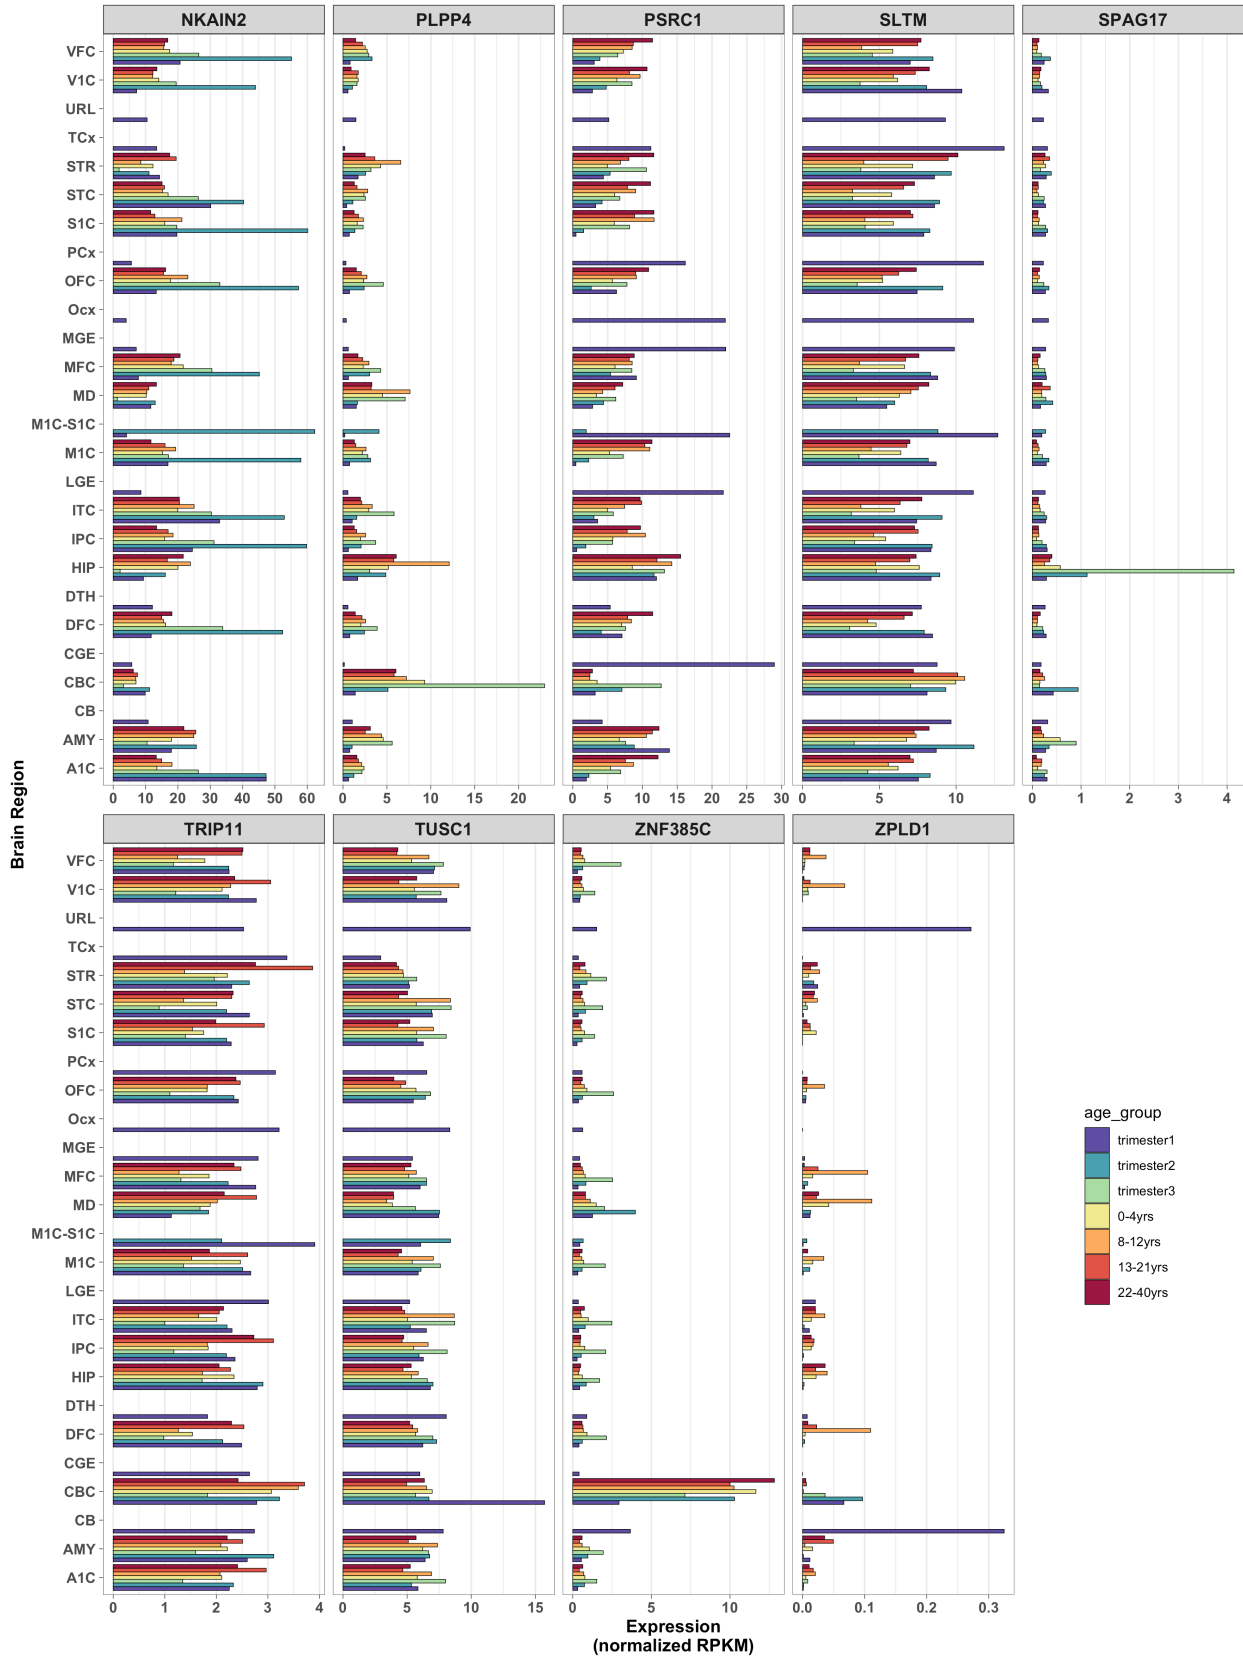 NKAIN2 PLPP4 PSRC1 SLTM SPAG17
VFC
V1C
URL
TCx
STR
STC
S1C
PCx
OFC
Ocx
MGE
MFC
MD
M1C-S1C
M1C
LGE
ITC
IPC
HIP
DTH
DFC
CGE
CBC
CB
AMY
A1C
0 10 20 30 40 50 60 0 5 10 15 20 0 5 10 15 20 25 30 0 5 10 0 1 2 3 4
Brain Region
TRIP11 TUSC1 ZNF385C ZPLD1
VFC
V1C
URL
TCx
STR
STC
S1C
PCx
OFC
Ocx
MGE
MFC
MD
M1C-S1C
M1C
LGE
ITC
IPC
HIP
DTH
DFC
CGE
CBC
CB
AMY
A1C
0 1 2 3 4 0 5 10 15 0 5 10 0.0 0.1 0.2 0.3
Expression
(normalized RPKM)
age_group
trimester1
trimester2
trimester3
0-4yrs
8-12yrs
13-21yrs
22-40yrs